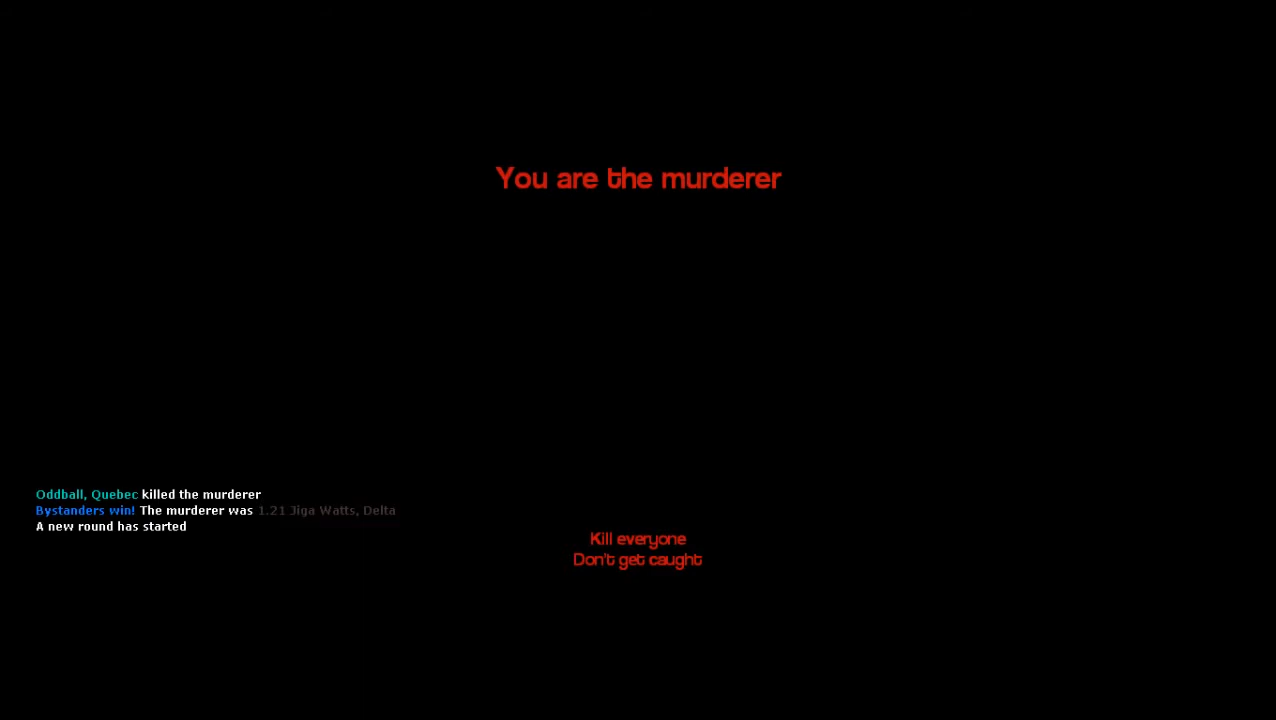 You are the murderer
Oddball, Quebec killed the murderer
Bystanders win! The murderer was 1.21 Jiga Watts, Delta
A new round has started
Kill everyone
Don't get caught